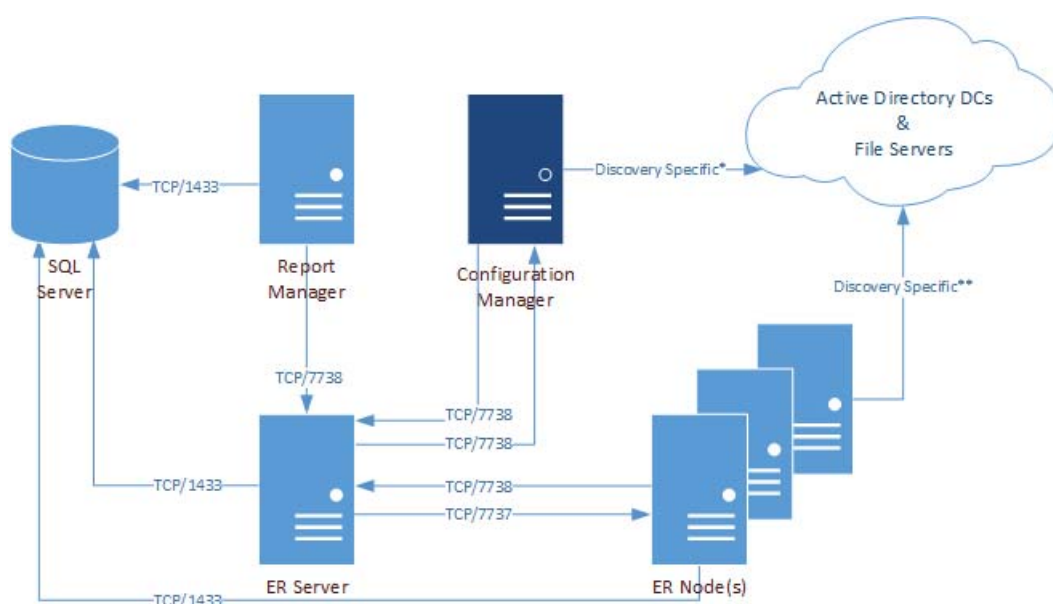 Active Directory DCs
&
File Servers
TCP/1433
Discovery Specific*
SQL
Server
Report
Manager
Configuration
Manager
Discovery Specific**
TCP/7738
TCP/7738
TCP/7738
TCP/1433
TCP/7738
TCP/7737
ER Server
ER Node(s)
TCP/1433